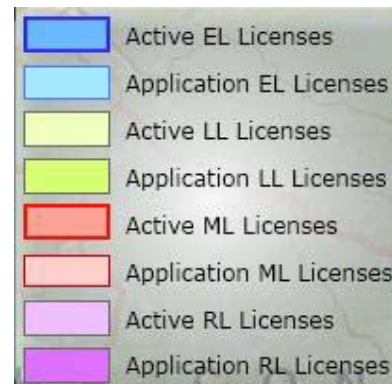 Active EL Licenses
Application EL Licenses
Active LL Licenses
Application LL Licenses
Active ML Licenses
Application ML Licenses
Active RL Licenses
Application RL Licenses